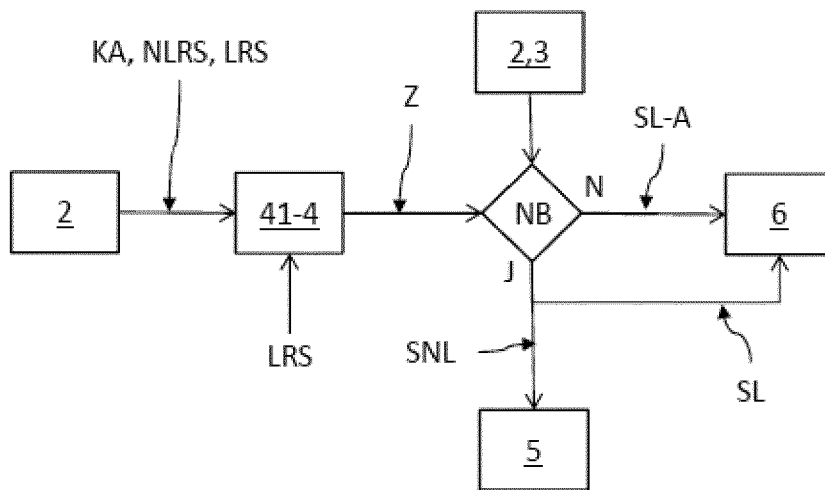 KA, NLRS, LRS
2,3
Z
SL-A
2
41-4
NB
N
6
J
LRS
SNL
SL
5